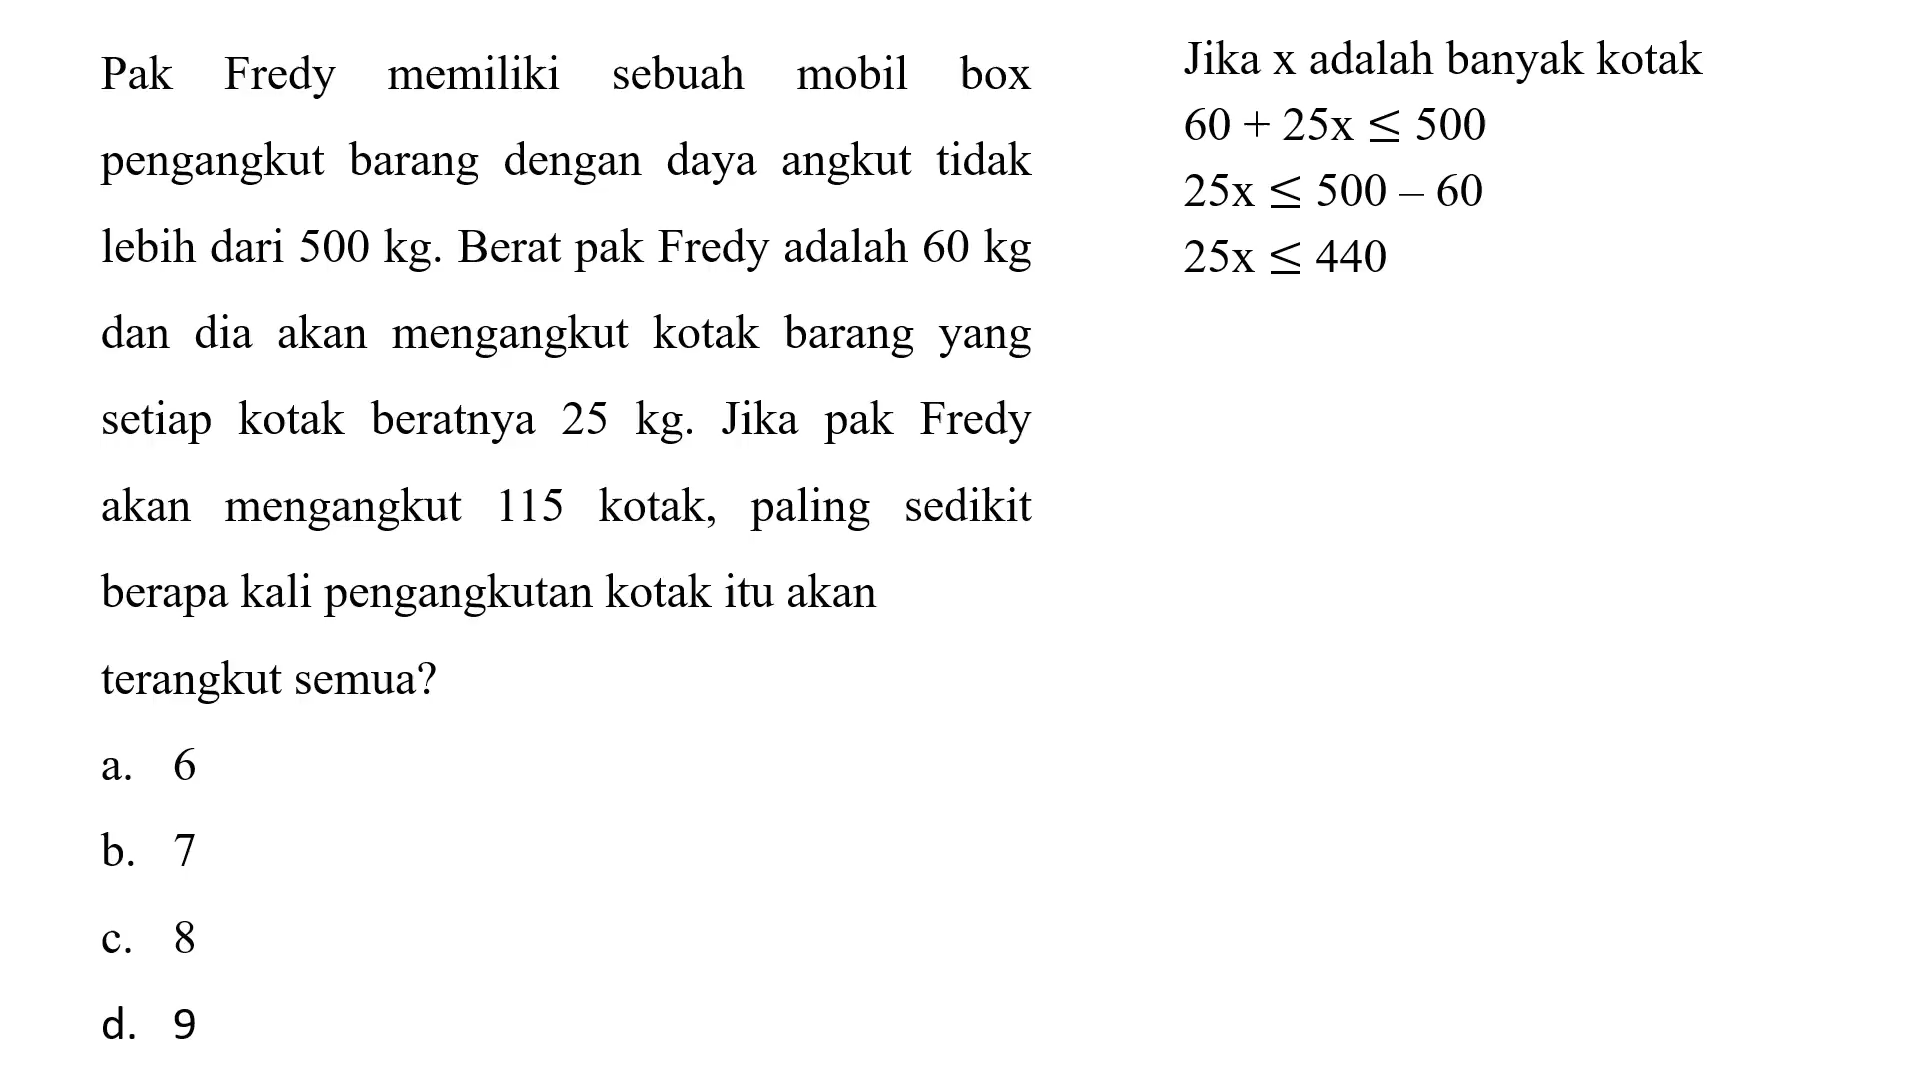 Pak Fredy memiliki sebuah mobil box
pengangkut barang dengan daya angkut tidak
lebih dari 500 kg. Berat pak Fredy adalah 60 kg
dan dia akan mengangkut kotak barang yang
setiap kotak beratnya 25 kg. Jika pak Fredy
akan mengangkut 115 kotak, paling sedikit
berapa kali pengangkutan kotak itu akan
terangkut semua?
a. 6
b. 7
c. 8
d. 9
Jika x adalah banyak kotak
60 + 25x ≤ 500
25x ≤ 500 – 60
25x ≤ 440